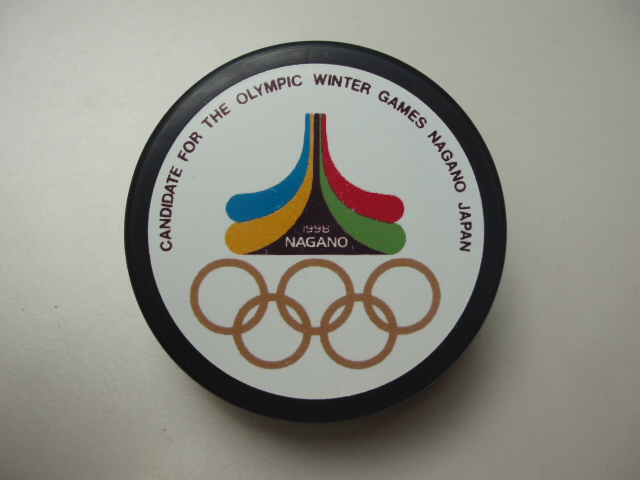 CANDIDATE FOR THE OLYMPIC WINTER GAMES NAGANO JAPAN
1998
NAGANO